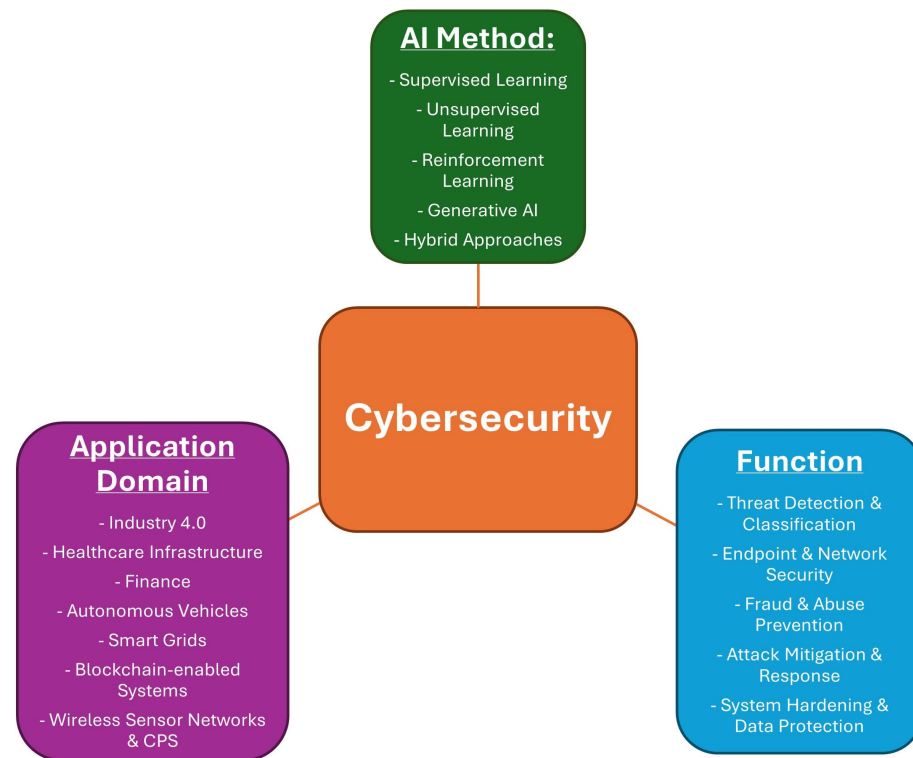 AI Method:
- Supervised Learning
- Unsupervised
Learning
- Reinforcement
Learning
- Generative AI
- Hybrid Approaches
Cybersecurity
Application
Domain
- Industry 4.0
- Healthcare Infrastructure
- Finance
- Autonomous Vehicles
- Smart Grids
- Blockchain-enabled
Systems
- Wireless Sensor Networks
& CPS
Function
- Threat Detection &
Classification
- Endpoint & Network
Security
- Fraud & Abuse
Prevention
- Attack Mitigation &
Response
- System Hardening &
Data Protection